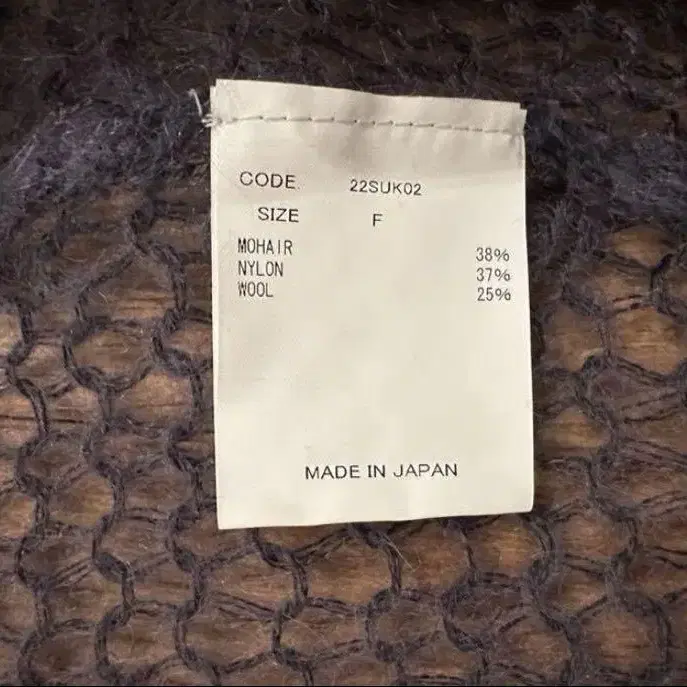 CODE 22SUK02
SIZE F
MOHAIR 38%
NYLON 37%
WOOL 25%
MADE IN JAPAN